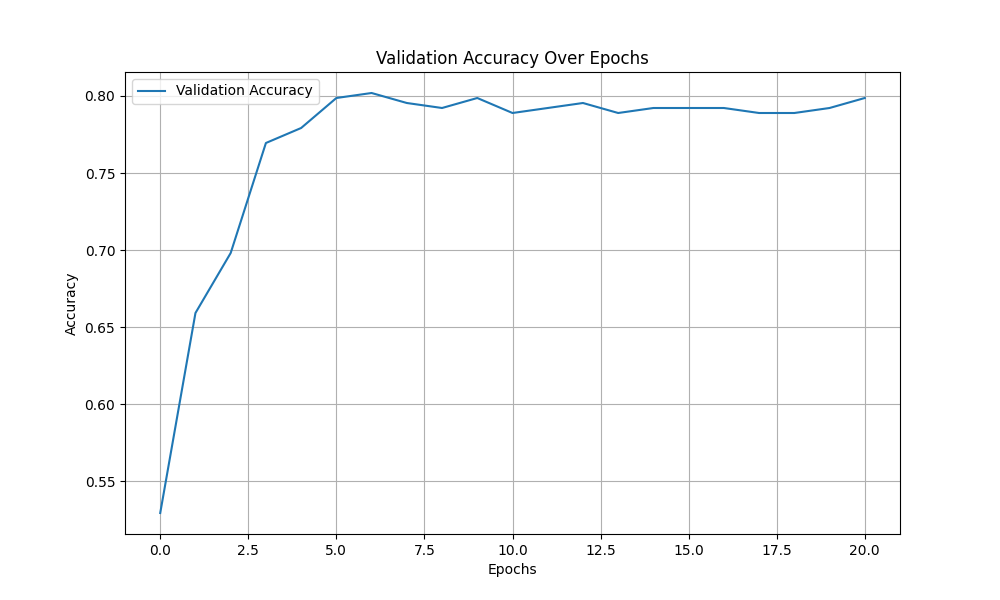 Validation Accuracy Over Epochs
Validation Accuracy
0.80
0.75
0.70
0.65
0.60
0.55
Accuracy
0.0 2.5 5.0 7.5 10.0 12.5 15.0 17.5 20.0
Epochs